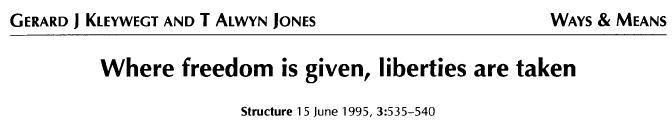 GERARD J KLEYWEGT AND T ALWYN JONES WAYS & MEANS
Where freedom is given, liberties are taken
Structure 15 June 1995, 3:535–540